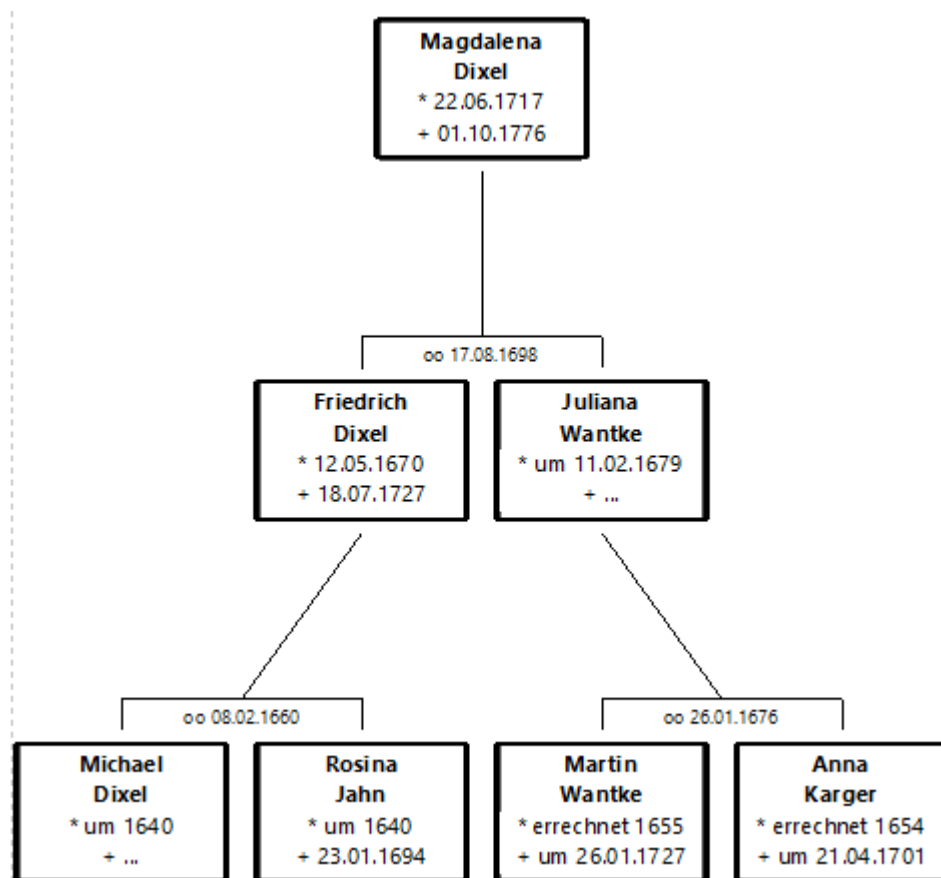 Magdalena
Dixel
* 22.06.1717
+ 01.10.1776
oo 17.08.1698
Friedrich
Dixel
* 12.05.1670
+ 18.07.1727
Juliana
Wantke
* um 11.02.1679
+ ...
oo 08.02.1660
oo 26.01.1676
Michael
Dixel
* um 1640
+ ...
Rosina
Jahn
* um 1640
+ 23.01.1694
Martin
Wantke
* errechnet 1655
+ um 26.01.1727
Anna
Karger
* errechnet 1654
+ um 21.04.1701